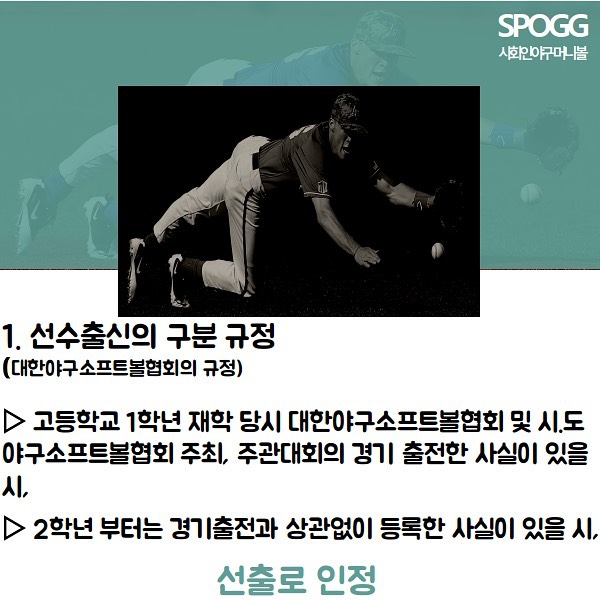 SPOGG
사회인야구머니볼
1. 선수출신의 구분 규정
(대한야구소프트볼협회의 규정)
▷ 고등학교 1학년 재학 당시 대한야구소프트볼협회 및 시.도
야구소프트볼협회 주최, 주관대회의 경기 출전한 사실이 있을
시,
▷ 2학년 부터는 경기출전과 상관없이 등록한 사실이 있을 시,
선출로 인정